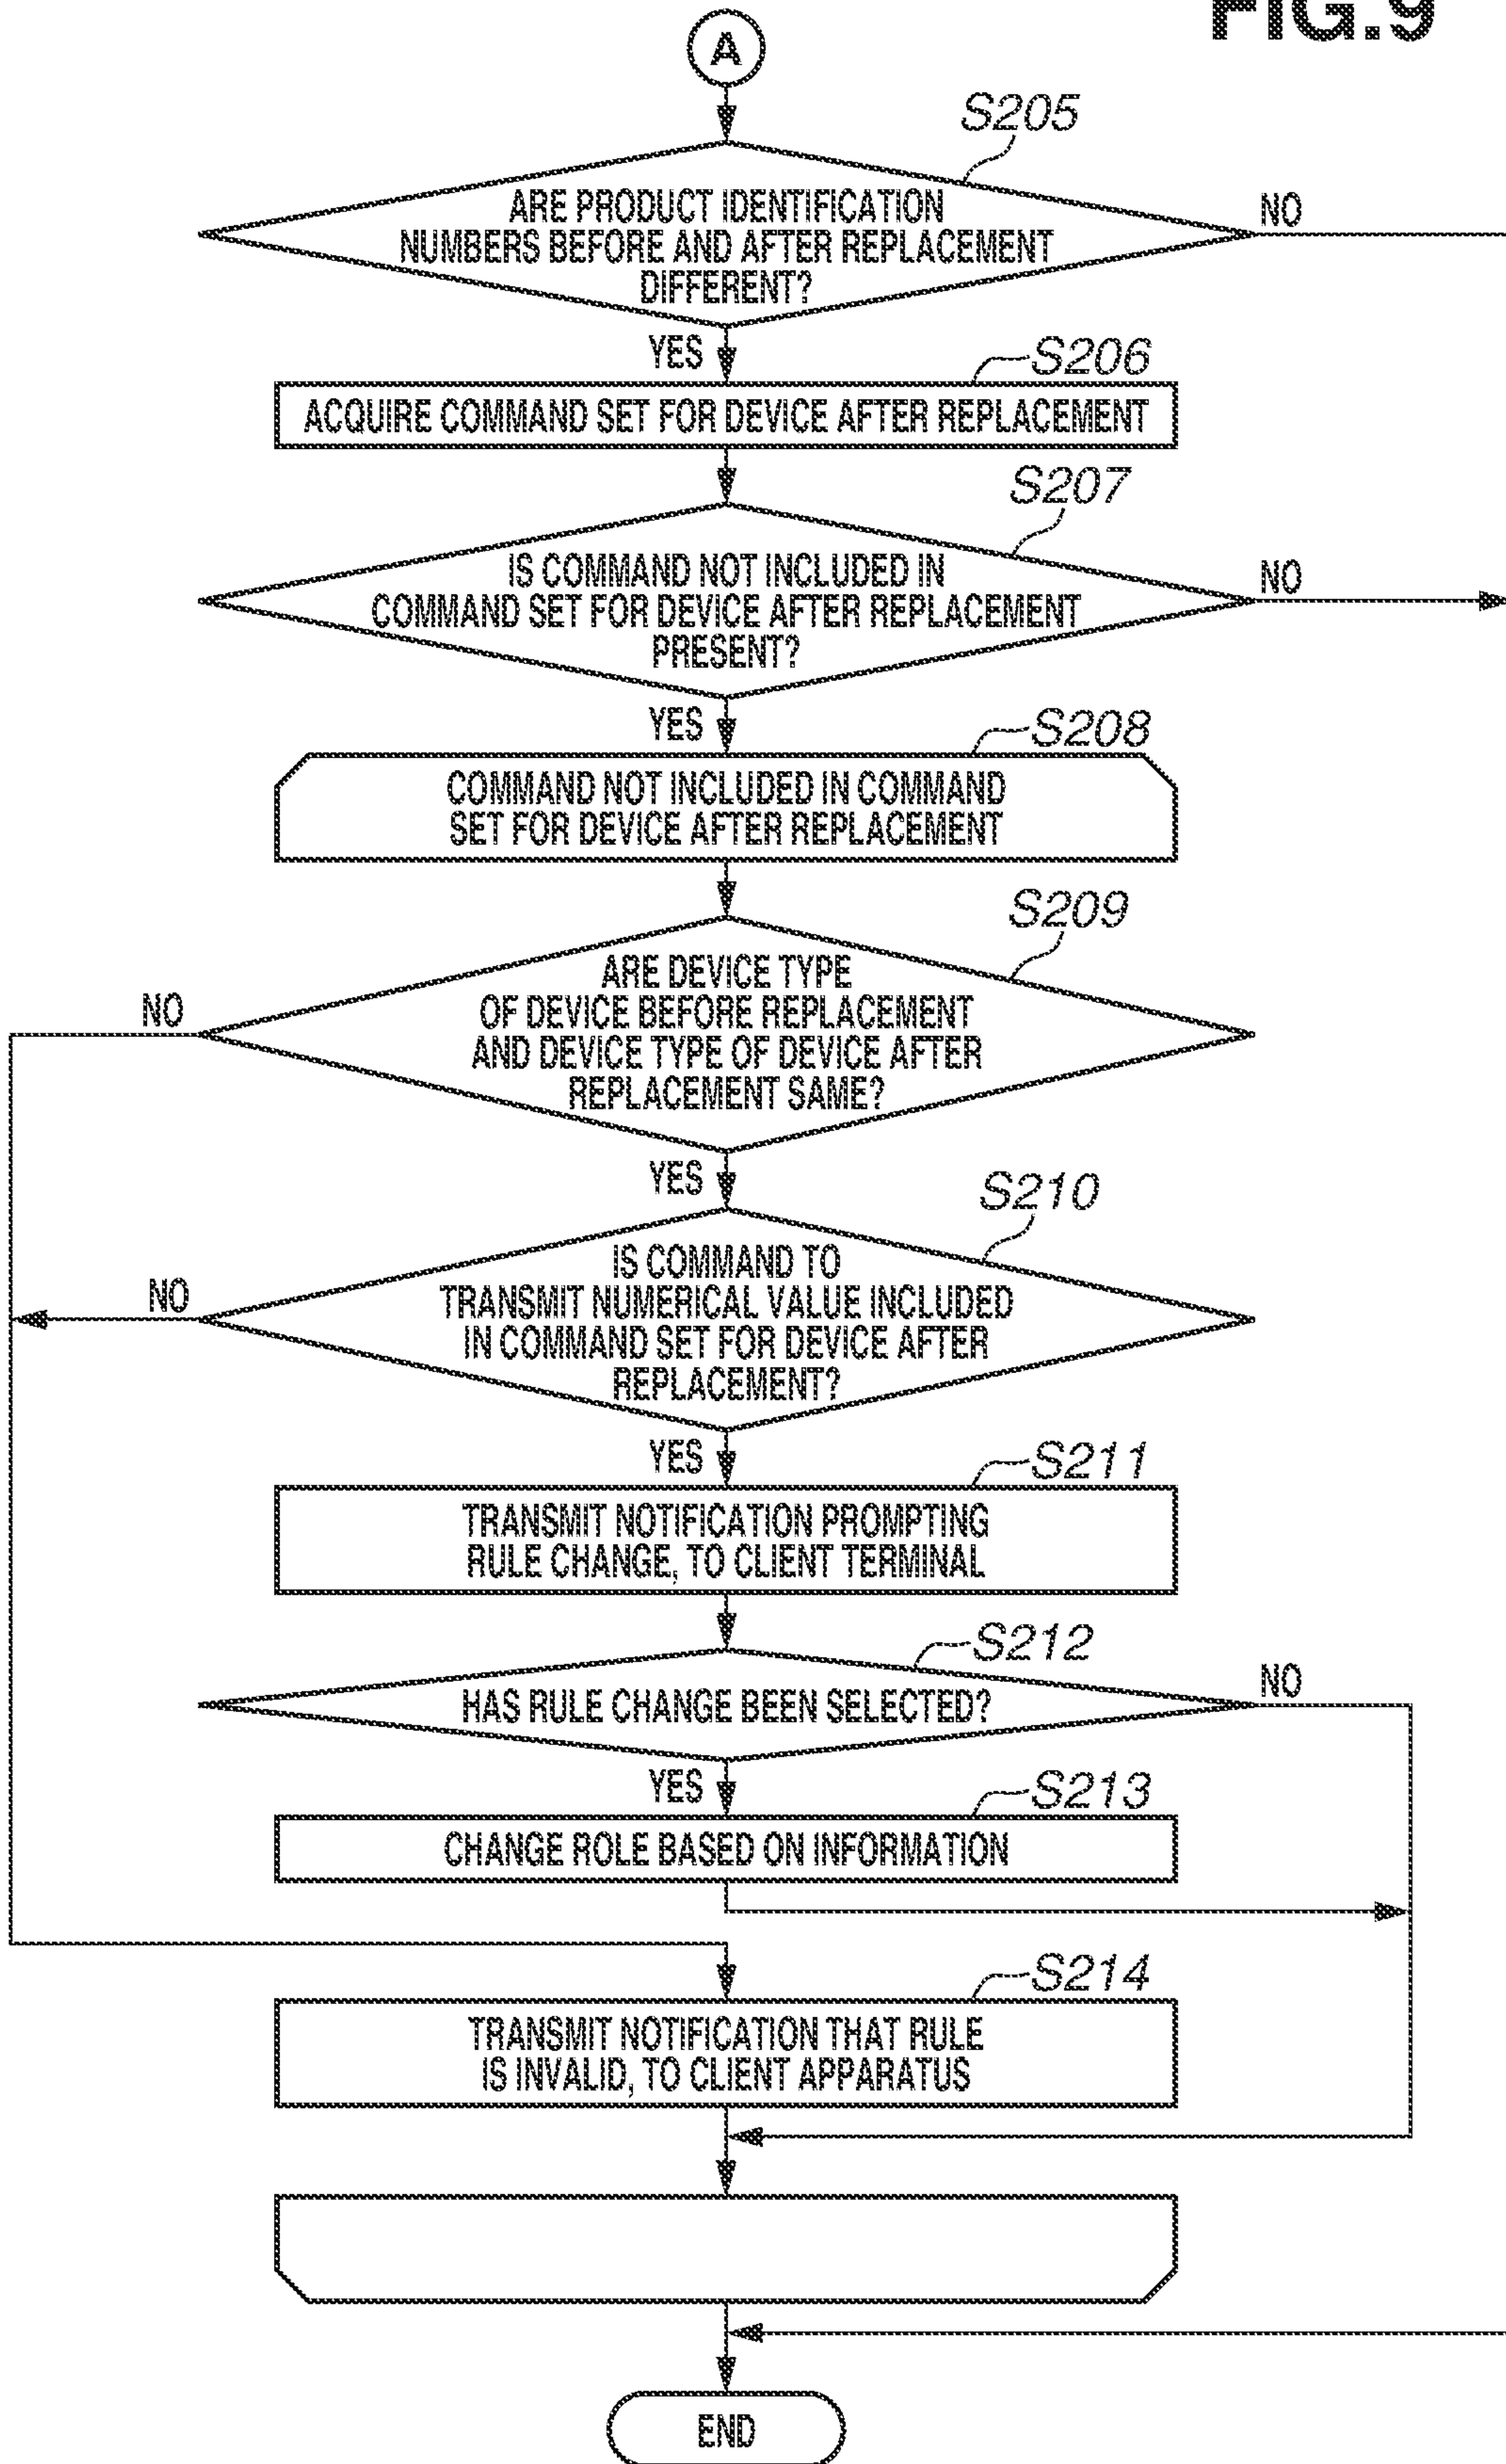 FIG.9
A
S205
ARE PRODUCT IDENTIFICATION
NUMBERS BEFORE AND AFTER REPLACEMENT
DIFFERENT?
NO
YES
S206
ACQUIRE COMMAND SET FOR DEVICE AFTER REPLACEMENT
S207
IS COMMAND NOT INCLUDED IN
COMMAND SET FOR DEVICE AFTER REPLACEMENT
PRESENT?
NO
YES
S208
COMMAND NOT INCLUDED IN COMMAND
SET FOR DEVICE AFTER REPLACEMENT
S209
ARE DEVICE TYPE
OF DEVICE BEFORE REPLACEMENT
AND DEVICE TYPE OF DEVICE AFTER
REPLACEMENT SAME?
NO
YES
S210
IS COMMAND TO
TRANSMIT NUMERICAL VALUE INCLUDED
IN COMMAND SET FOR DEVICE AFTER
REPLACEMENT?
NO
YES
S211
TRANSMIT NOTIFICATION PROMPTING
RULE CHANGE, TO CLIENT TERMINAL
S212
HAS RULE CHANGE BEEN SELECTED?
NO
YES
S213
CHANGE ROLE BASED ON INFORMATION
S214
TRANSMIT NOTIFICATION THAT RULE
IS INVALID, TO CLIENT APPARATUS
END